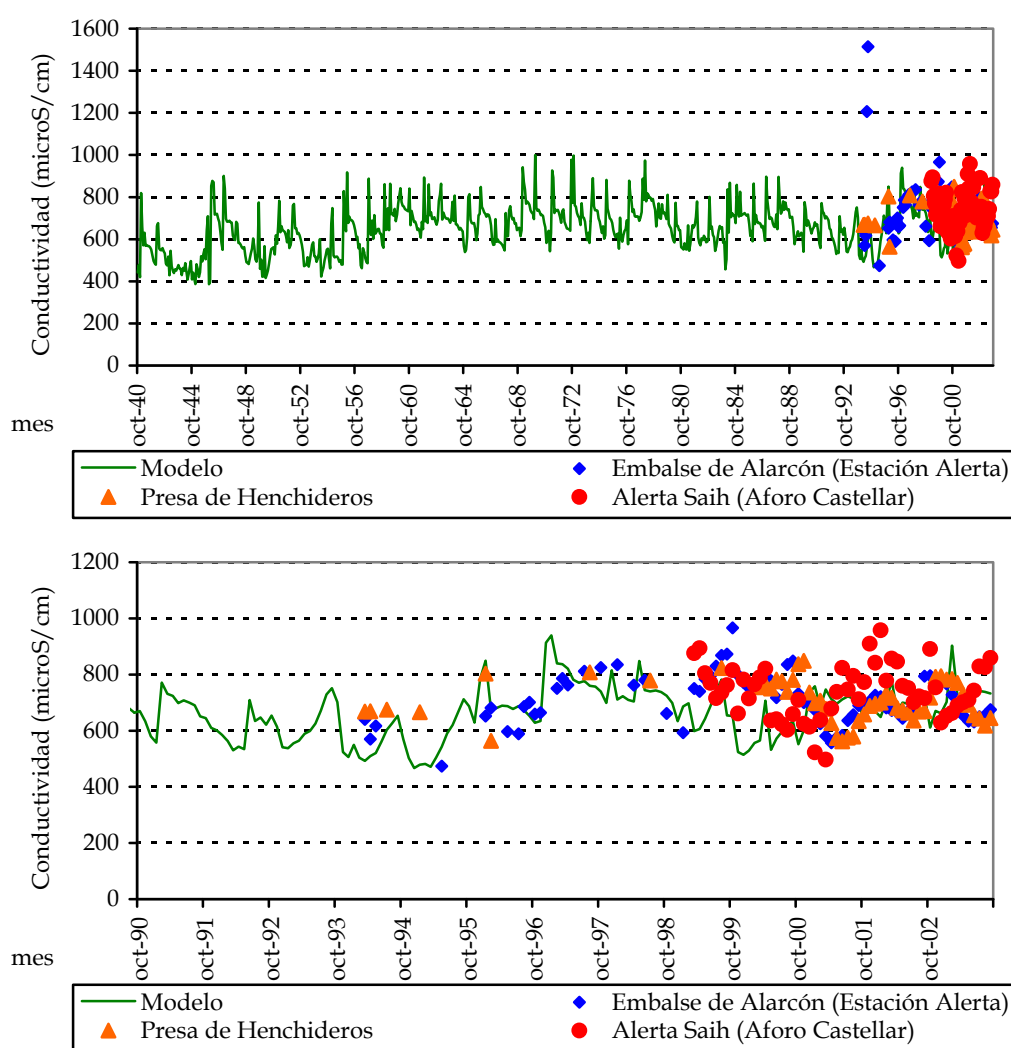 Conductividad (microS/cm)
1600
1400
1200
1000
800
600
400
200
0
oct-40
oct-44
oct-48
oct-52
oct-56
oct-60
oct-64
oct-68
oct-72
oct-76
oct-80
oct-84
oct-88
oct-92
oct-96
oct-00
mes
Modelo
Embalse de Alarcón (Estación Alerta)
Presa de Henchideros
Alerta Saih (Aforo Castellar)
Conductividad (microS/cm)
1200
1000
800
600
400
200
0
oct-90
oct-91
oct-92
oct-93
oct-94
oct-95
oct-96
oct-97
oct-98
oct-99
oct-00
oct-01
oct-02
mes
Modelo
Embalse de Alarcón (Estación Alerta)
Presa de Henchideros
Alerta Saih (Aforo Castellar)